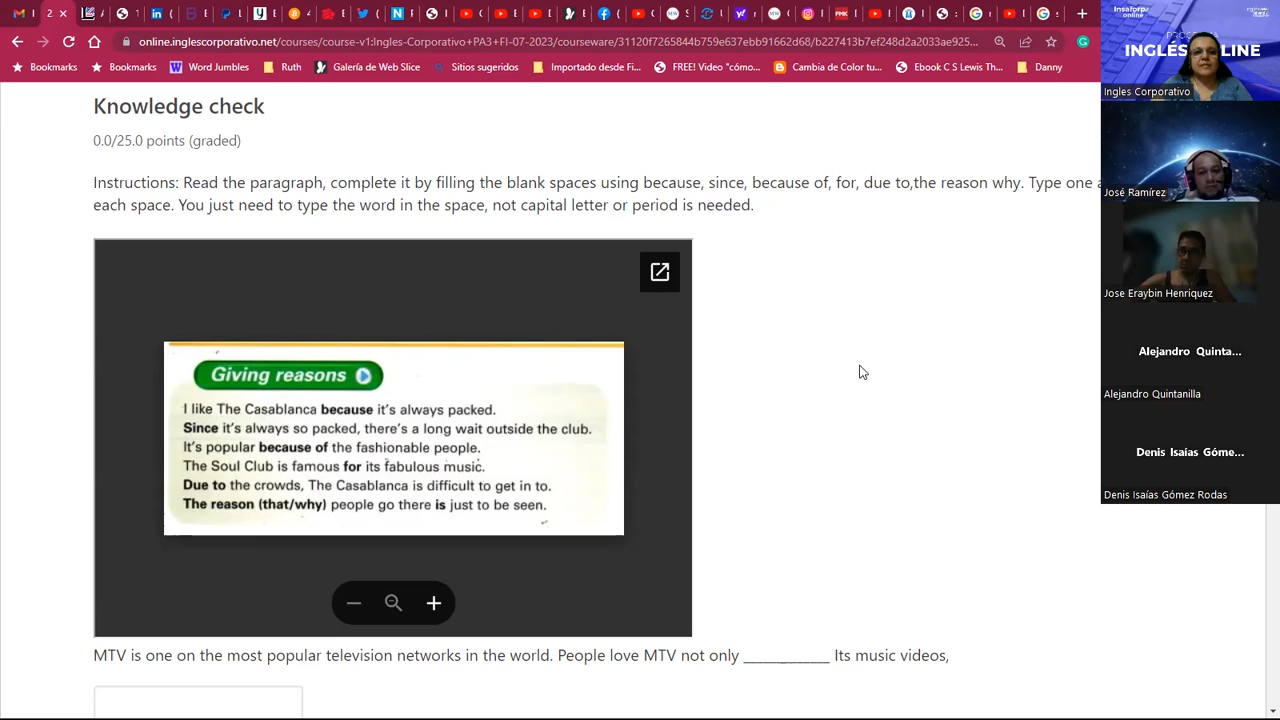 online.inglescorporativo.net/courses/course-v1:Ingles-Corporativo+PA3+FI-07-2023/courseware/31120f7265844b759e637ebb91662d68/b227413b7ef248d2a2033ae925...
Bookmarks
Bookmarks
Word Jumbles
Ruth
Galería de Web Slice
Sitios sugeridos
Importado desde Fi...
FREE! Video "cómo...
Cambia de Color tu...
Ebook C S Lewis Th...
Danny
Knowledge check
0.0/25.0 points (graded)
Instructions: Read the paragraph, complete it by filling the blank spaces using because, since, because of, for, due to,the reason why. Type one a
each space. You just need to type the word in the space, not capital letter or period is needed.
Giving reasons
I like The Casablanca because it's always packed.
Since it's always so packed, there's a long wait outside the club.
It's popular because of the fashionable people.
The Soul Club is famous for its fabulous music.
Due to the crowds, The Casablanca is difficult to get in to.
The reason (that/why) people go there is just to be seen.
MTV is one on the most popular television networks in the world. People love MTV not only ____________ Its music videos,
Insaforp online
PROGRAMA
INGLÉS LINE
Ingles Corporativo
José Ramírez
Jose Eraybin Henriquez
Alejandro Quinta...
Alejandro Quintanilla
Denis Isaías Góme...
Denis Isaías Gómez Rodas